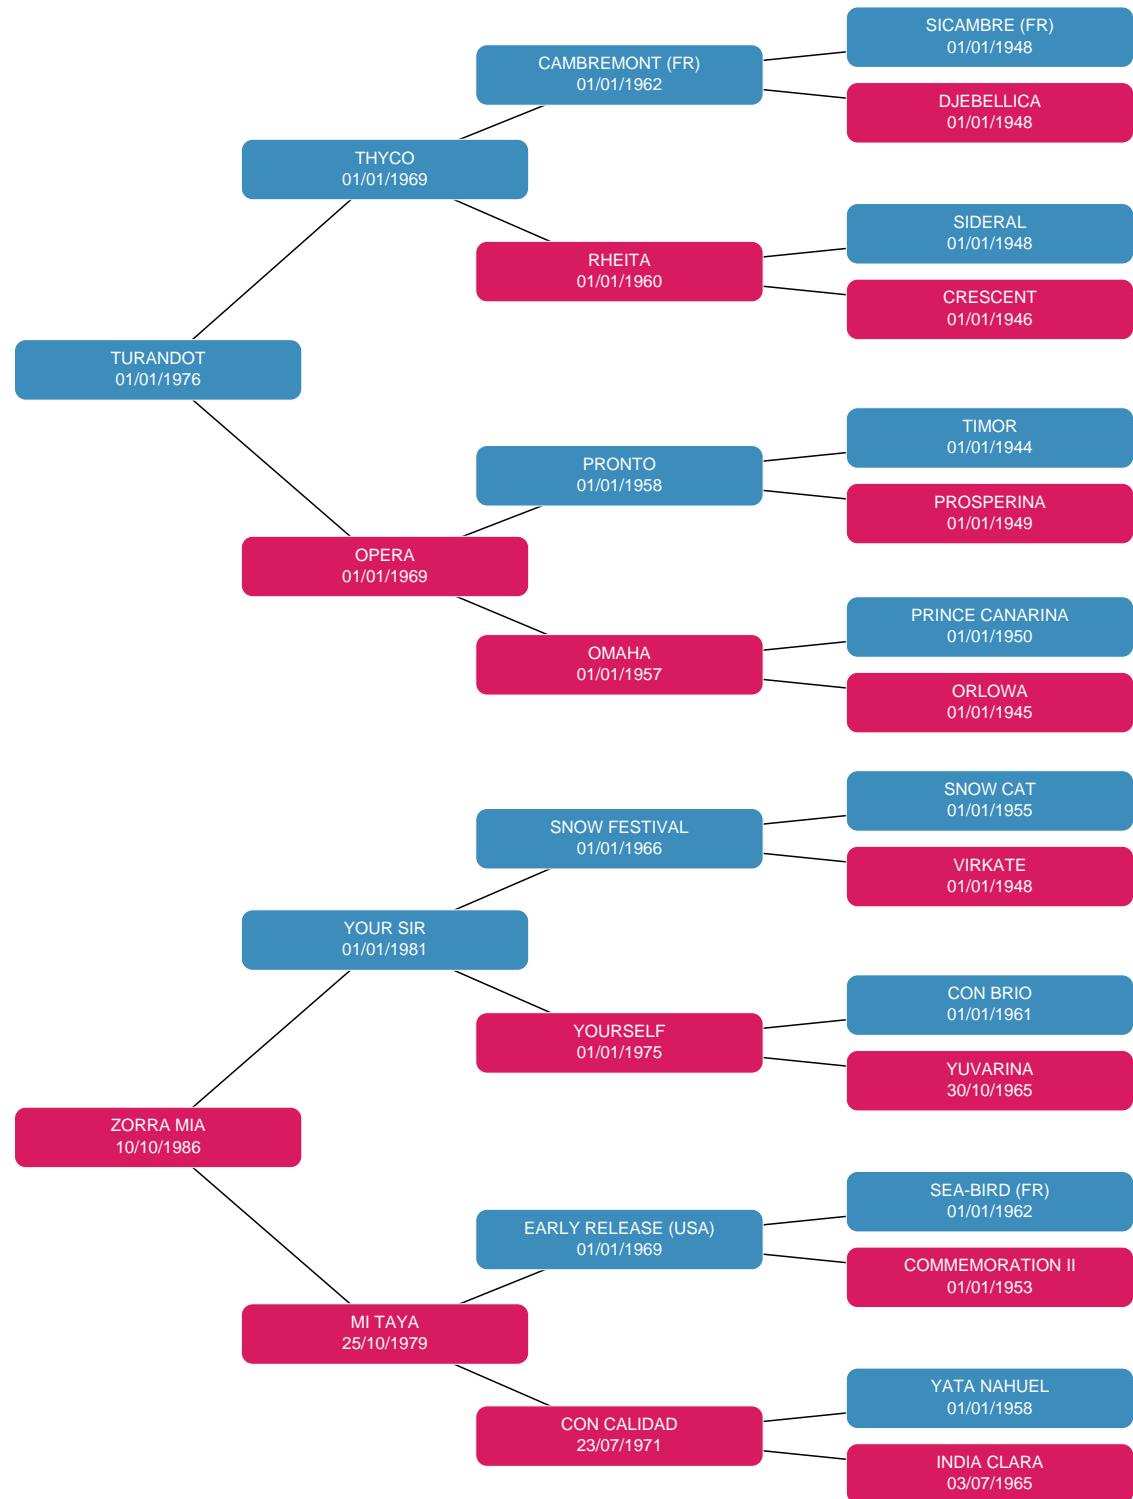 SICAMBRE (FR)
01/01/1948
CAMBREMONT (FR)
01/01/1962
DJEBELLICA
01/01/1948
THYCO
01/01/1969
SIDERAL
01/01/1948
RHEITA
01/01/1960
CRESCENT
01/01/1946
TURANDOT
01/01/1976
TIMOR
01/01/1944
PRONTO
01/01/1958
PROSPERINA
01/01/1949
OPERA
01/01/1969
PRINCE CANARINA
01/01/1950
OMAHA
01/01/1957
ORLOWA
01/01/1945
SNOW CAT
01/01/1955
SNOW FESTIVAL
01/01/1966
VIRKATE
01/01/1948
YOUR SIR
01/01/1981
CON BRIO
01/01/1961
YOURSELF
01/01/1975
YUVARINA
30/10/1965
ZORRA MIA
10/10/1986
SEA-BIRD (FR)
01/01/1962
EARLY RELEASE (USA)
01/01/1969
COMMEMORATION II
01/01/1953
MI TAYA
25/10/1979
YATA NAHUEL
01/01/1958
CON CALIDAD
23/07/1971
INDIA CLARA
03/07/1965